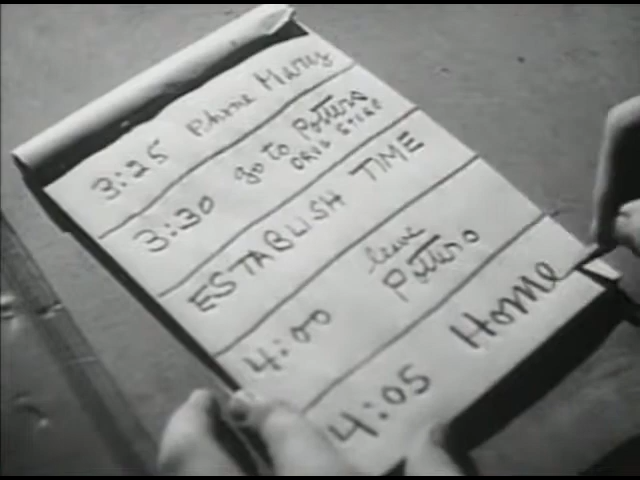 3:25 Phone Mary
3:30 go to Potters
DRUG STORE
ESTABLISH TIME
4:00 leave
Potters
4:05 Home